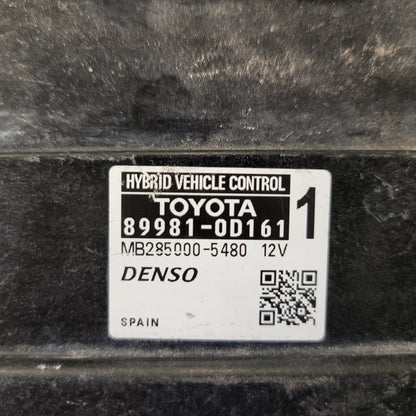 HYBRID VEHICLE CONTROL
TOYOTA
89981-0D161
1
MB285000-5480 12V
DENSO
SPAIN